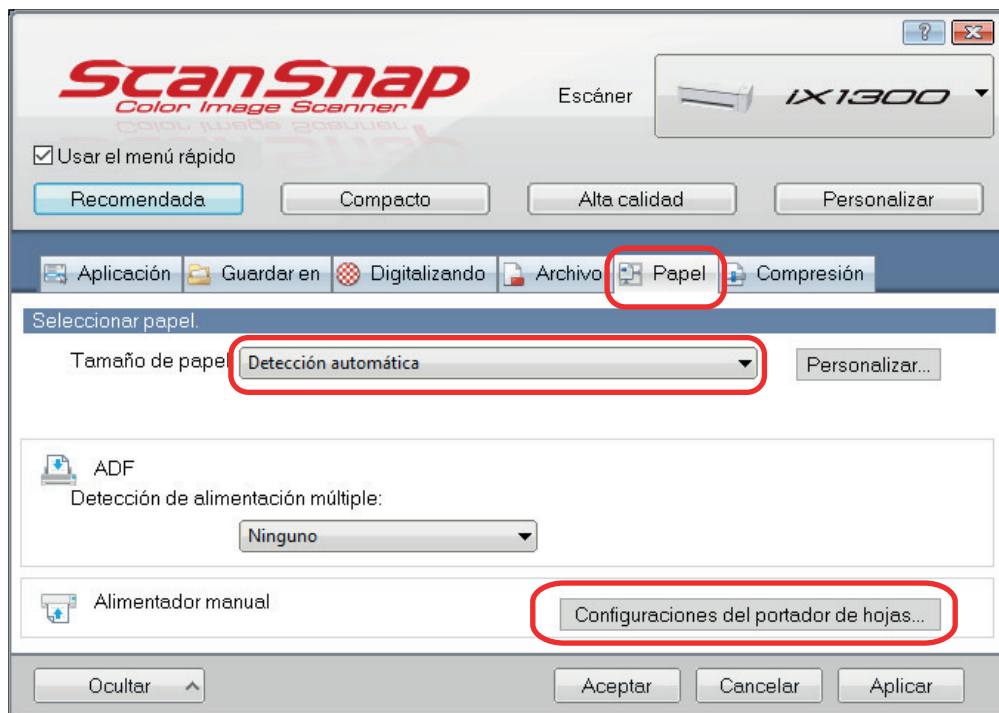 ScanSnap
Color Image Scanner
Escáner
iX1300
Usar el menú rápido
Recomendada Compacto Alta calidad Personalizar
Aplicación Guardar en Digitalizando Archivo Papel Compresión
Seleccionar papel.
Tamaño de papel Detección automática Personalizar...
ADF
Detección de alimentación múltiple:
Ninguno
Alimentador manual
Configuraciones del portador de hojas...
Ocultar Aceptar Cancelar Aplicar